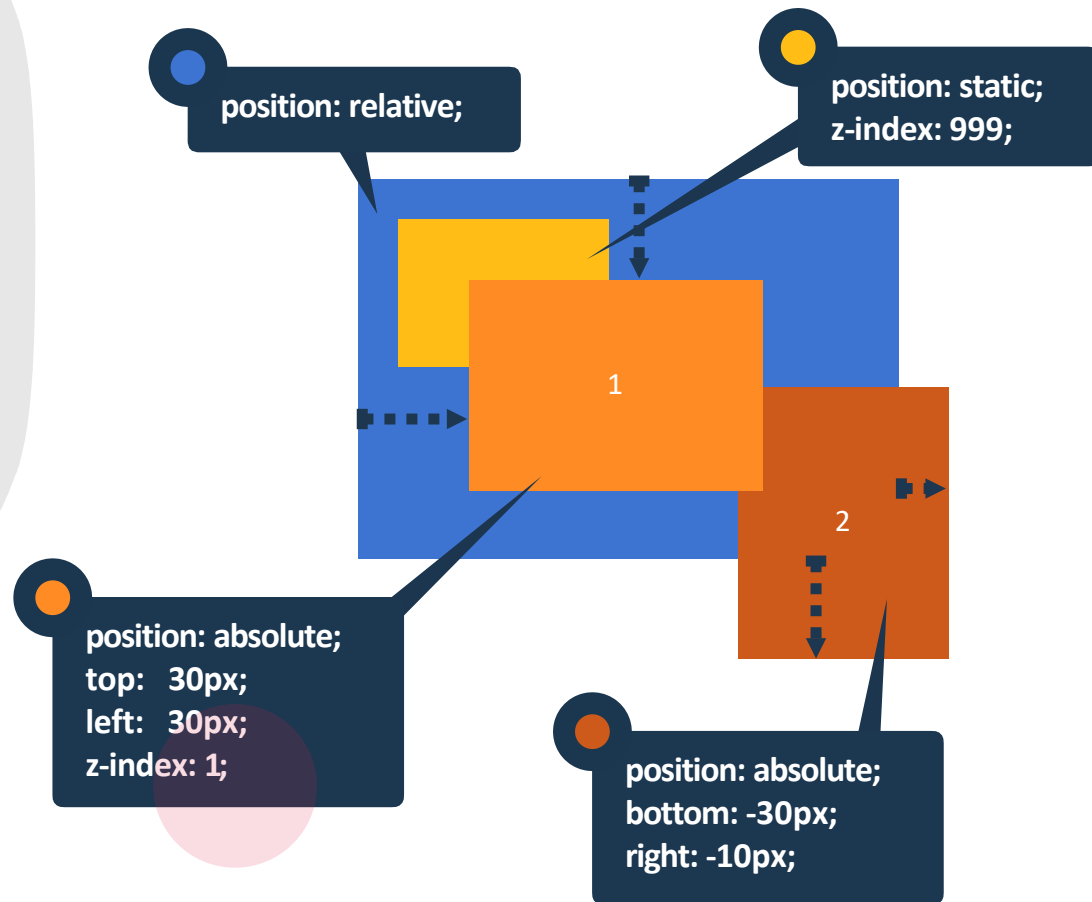 position: relative;
position: static;
z-index: 999;
1
2
position: absolute;
top: 30px;
left: 30px;
z-index: 1;
position: absolute;
bottom: -30px;
right: -10px;